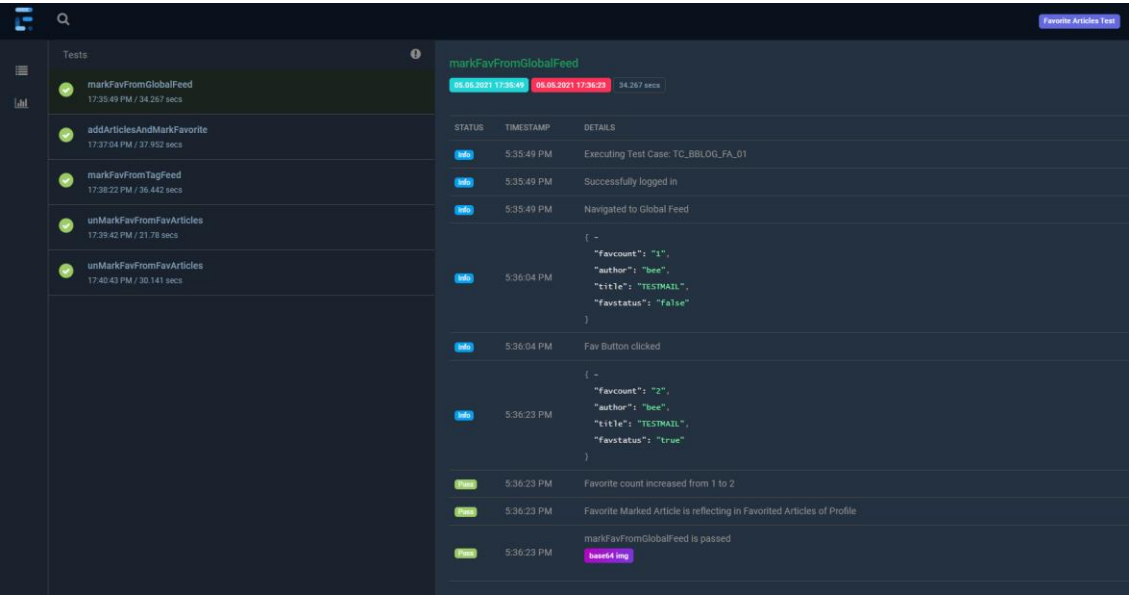 Favorite Articles Test
Tests
markFavFromGlobalFeed
17:35:49 PM / 34.267 secs
addArticlesAndMarkFavorite
17:37:04 PM / 37.952 secs
markFavFromTagFeed
17:38:22 PM / 36.442 secs
unMarkFavFromFavArticles
17:39:42 PM / 21.78 secs
unMarkFavFromFavArticles
17:40:43 PM / 30.141 secs
markFavFromGlobalFeed
05.05.2021 17:35:49 05.05.2021 17:36:23 34.267 secs
STATUS TIMESTAMP DETAILS
Info 5:35:49 PM Executing Test Case: TC_BBLOG_FA_01
Info 5:35:49 PM Successfully logged in
Info 5:35:49 PM Navigated to Global Feed
{ -
"favcount": "1",
"author": "bee",
Info 5:36:04 PM
"title": "TESTMAIL",
"favstatus": "false"
}
Info 5:36:04 PM Fav Button clicked
{ -
"favcount": "2",
"author": "bee",
Info 5:36:23 PM
"title": "TESTMAIL",
"favstatus": "true"
}
Pass 5:36:23 PM Favorite count increased from 1 to 2
Pass 5:36:23 PM Favorite Marked Article is reflecting in Favorited Articles of Profile
markFavFromGlobalFeed is passed
Pass 5:36:23 PM
base64 img